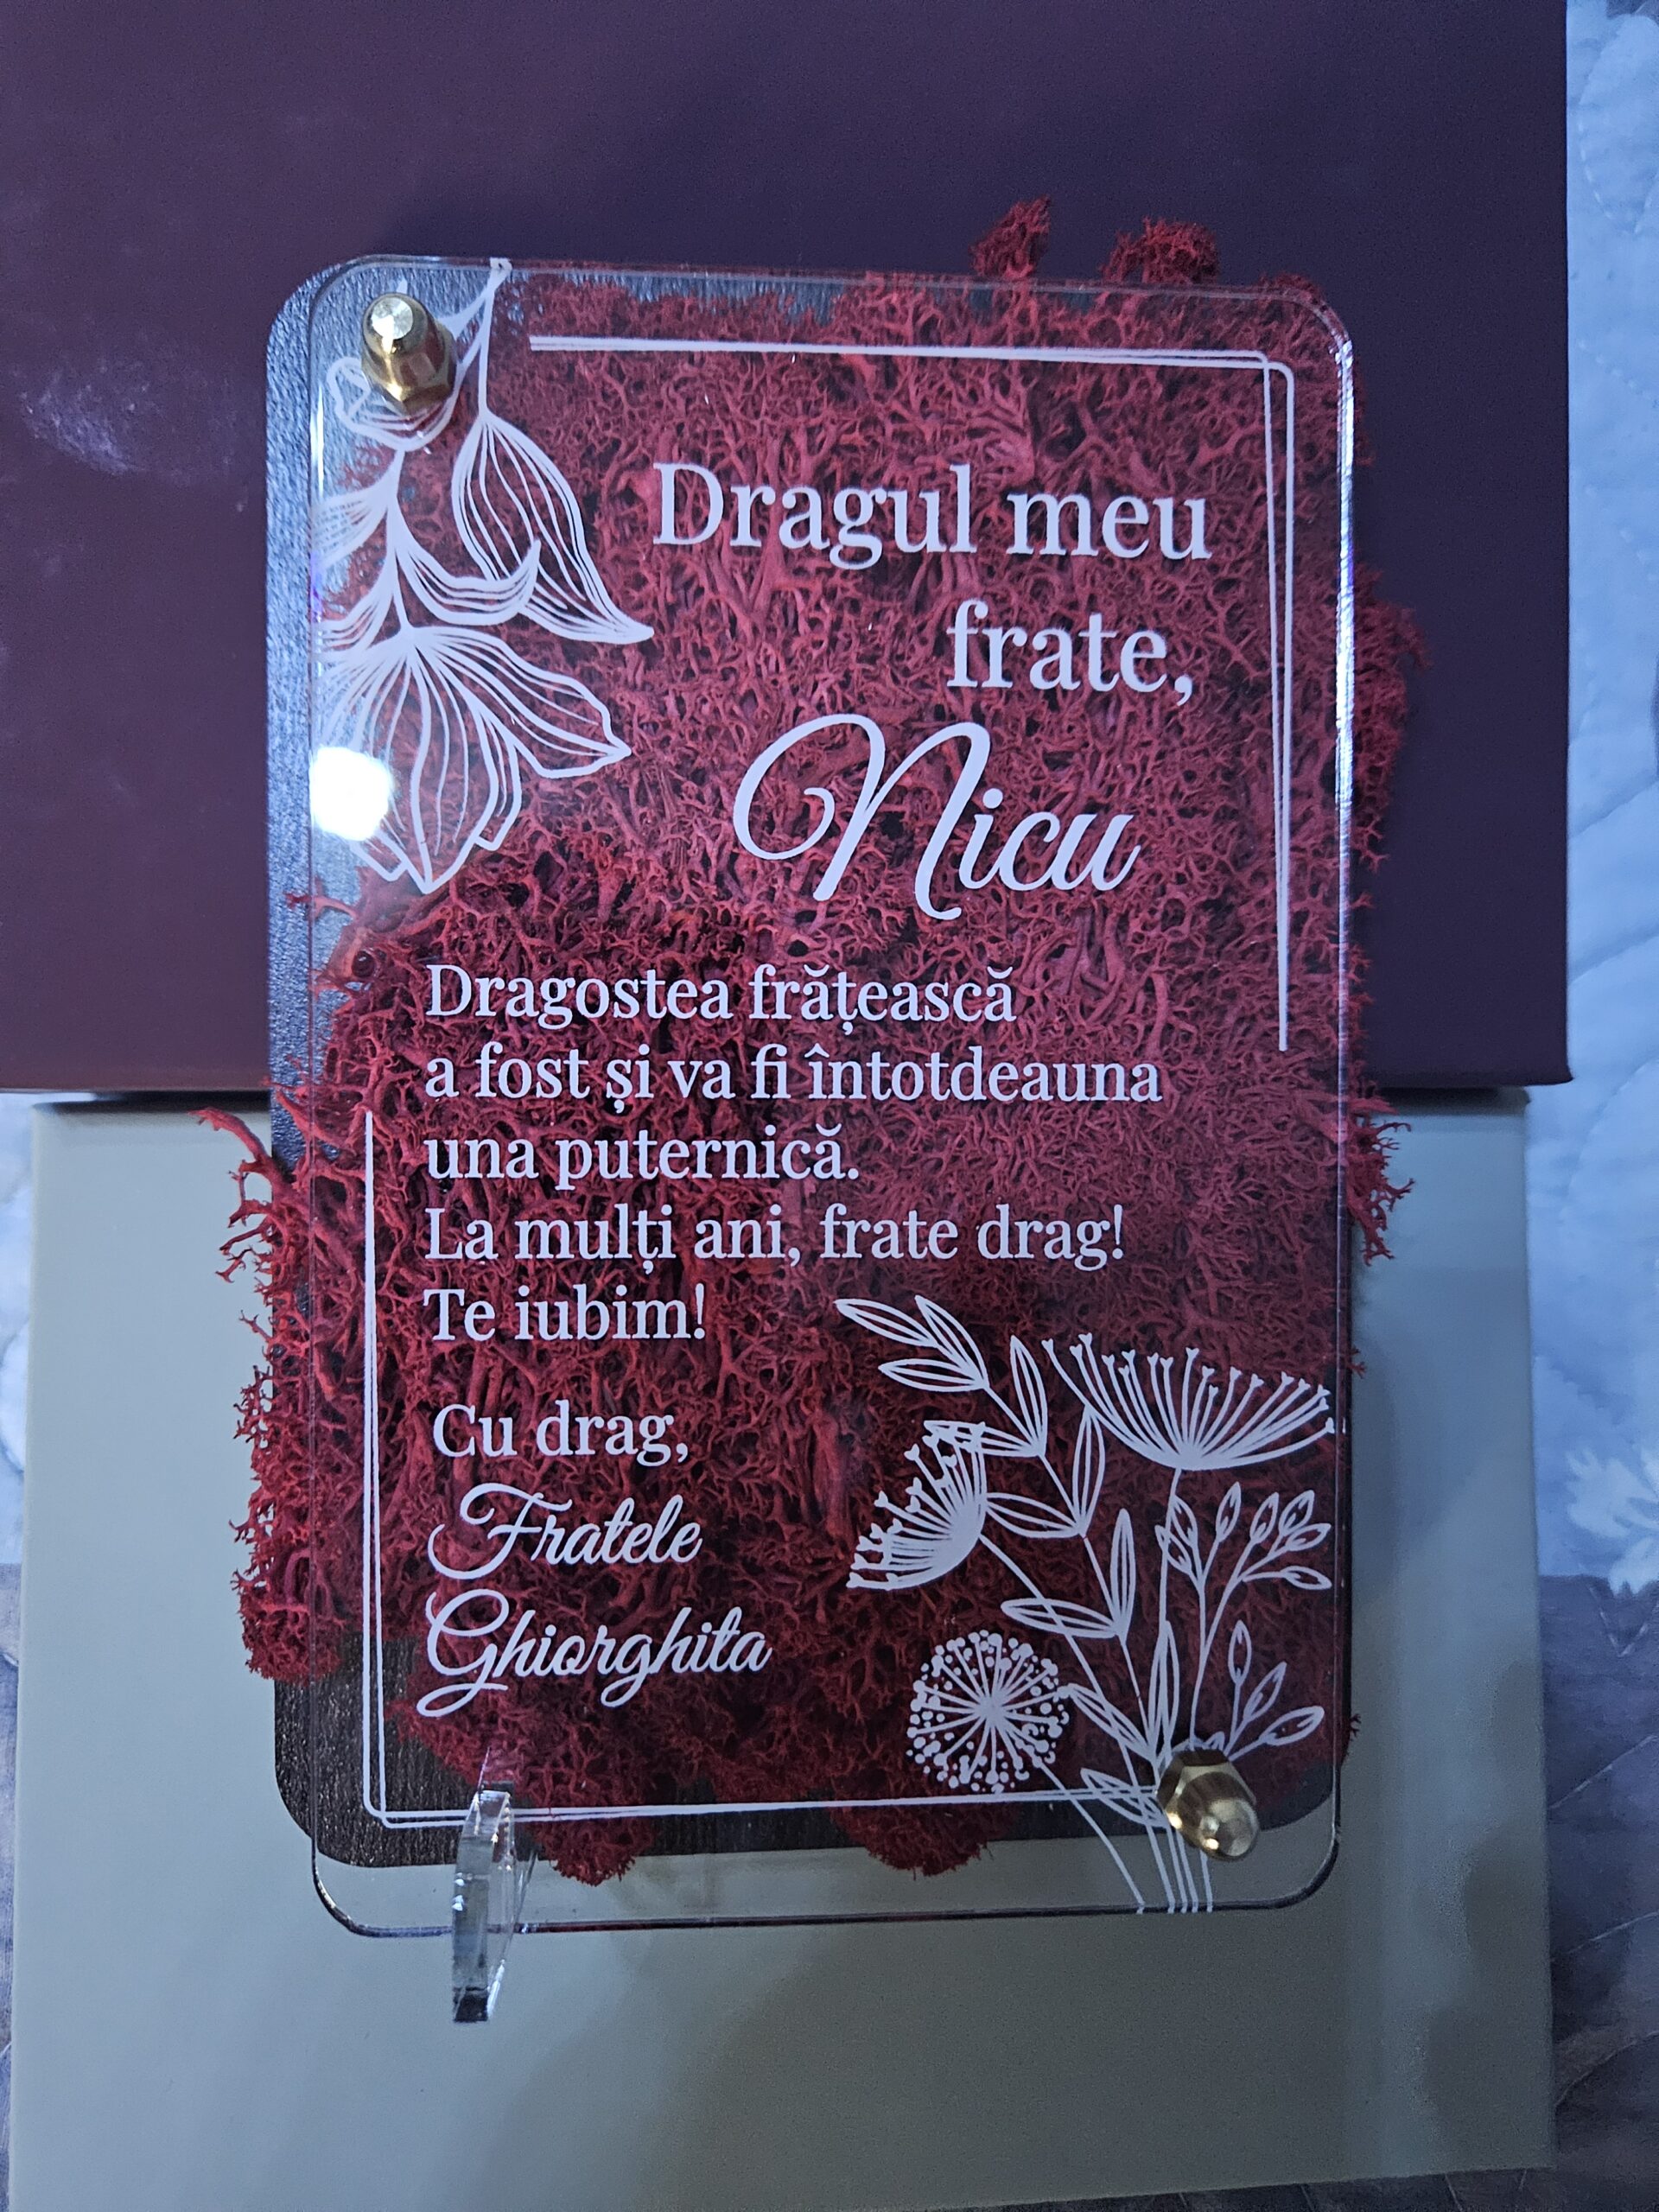 Dragul meu
frate,
Nicu
Dragostea frățească
a fost și va fi întotdeauna
una puternică.
La mulți ani, frate drag!
Te iubim!
Cu drag,
Fratele
Ghiorghita